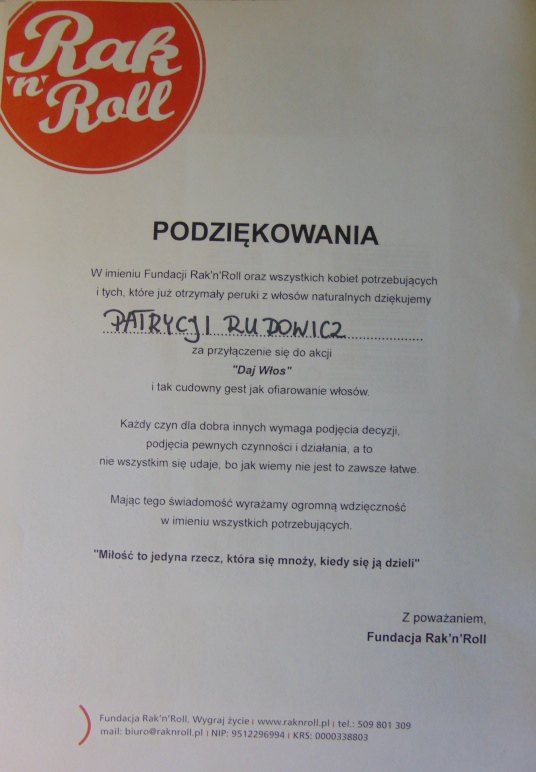 Rak
'n'
Roll
PODZIĘKOWANIA
W imieniu Fundacji Rak'n'Roll oraz wszystkich kobiet potrzebujących
i tych, które już otrzymały peruki z włosów naturalnych dziękujemy
PATRYCJI RUDOWICZ
za przyłączenie się do akcji
"Daj Włos"
i tak cudowny gest jak ofiarowanie włosów.
Każdy czyn dla dobra innych wymaga podjęcia decyzji,
podjęcia pewnych czynności i działania, a to
nie wszystkim się udaje, bo jak wiemy nie jest to zawsze łatwe.
Mając tego świadomość wyrażamy ogromną wdzięczność
w imieniu wszystkich potrzebujących.
"Miłość to jedyna rzecz, która się mnoży, kiedy się ją dzieli"
Z poważaniem,
Fundacja Rak'n'Roll
Fundacja Rak'n'Roll. Wygraj życie | www.raknroll.pl | tel.: 509 801 309
mail: biuro@raknroll.pl | NIP: 9512296994 | KRS: 0000338803